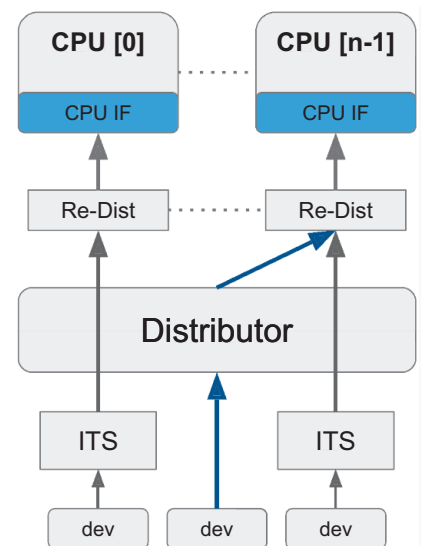 CPU [0]
CPU [n-1]
CPU IF
CPU IF
Re-Dist
Re-Dist
Distributor
ITS
ITS
dev
dev
dev